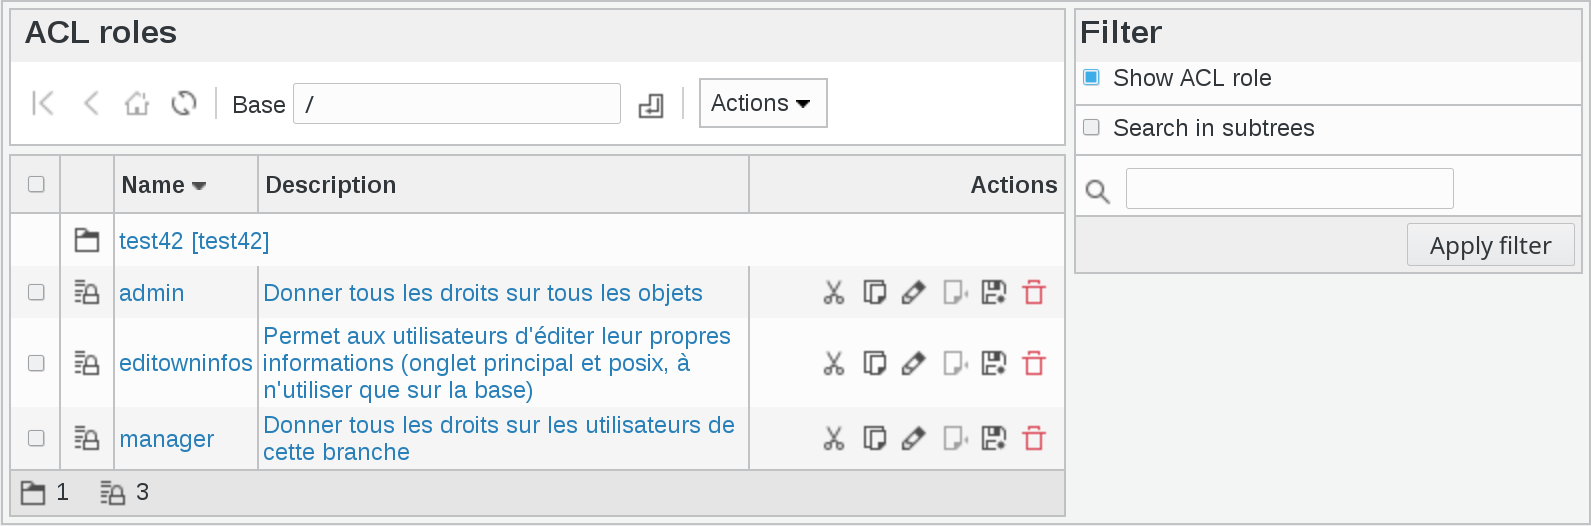 ACL roles
Base /
Actions
Name Description Actions
test42 [test42]
admin Donner tous les droits sur tous les objets
Permet aux utilisateurs d'éditer leur propres
editowninfos informations (onglet principal et posix, à
n'utiliser que sur la base)
manager Donner tous les droits sur les utilisateurs de
cette branche
1 3
Filter
Show ACL role
Search in subtrees
Apply filter